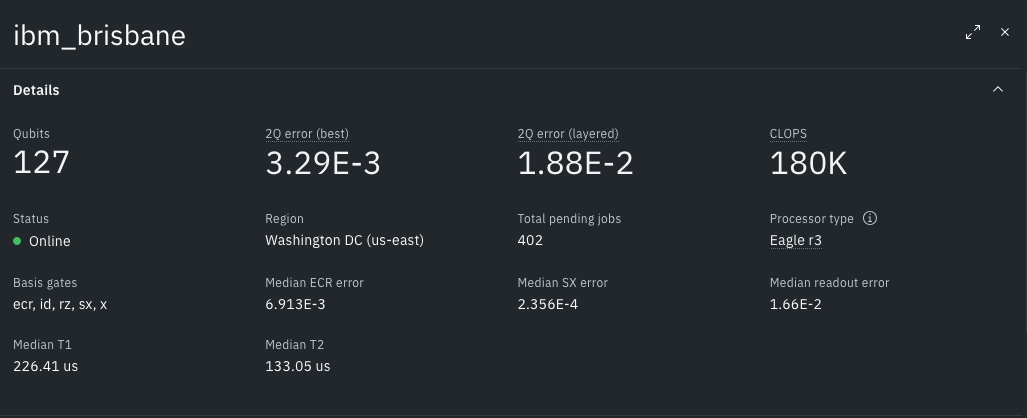 ibm_brisbane
Details
Qubits
127
2Q error (best)
3.29E-3
2Q error (layered)
1.88E-2
CLOPS
180K
Status
Online
Region
Washington DC (us-east)
Total pending jobs
402
Processor type
Eagle r3
Basis gates
ecr, id, rz, sx, x
Median ECR error
6.913E-3
Median SX error
2.356E-4
Median readout error
1.66E-2
Median T1
226.41 us
Median T2
133.05 us